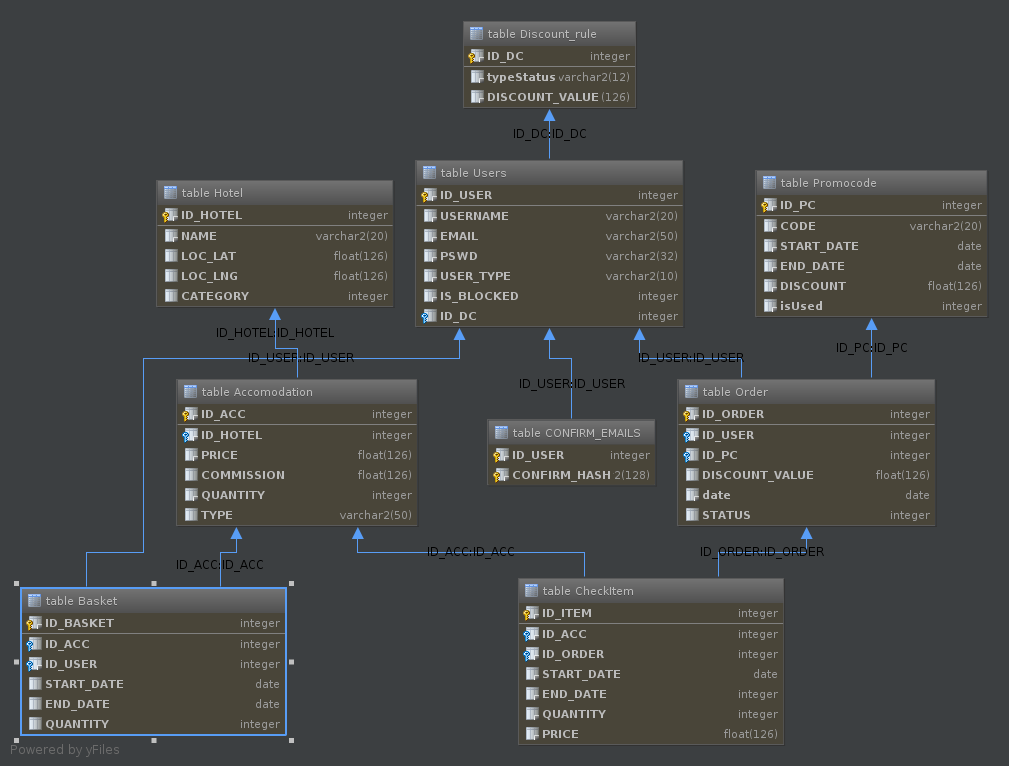 table Discount_rule
ID_DC integer
typeStatus varchar2(12)
DISCOUNT_VALUE (126)
ID_DC:ID_DC
table Hotel
ID_HOTEL integer
NAME varchar2(20)
LOC_LAT float(126)
LOC_LNG float(126)
CATEGORY integer
table Users
ID_USER integer
USERNAME varchar2(20)
EMAIL varchar2(50)
PSWD varchar2(32)
USER_TYPE varchar2(10)
IS_BLOCKED integer
ID_DC integer
table Promocode
ID_PC integer
CODE varchar2(20)
START_DATE date
END_DATE date
DISCOUNT float(126)
isUsed integer
ID_HOTEL:ID_HOTEL
ID_USER:ID_USER
ID_USER:ID_USER
ID_USER:ID_USER
ID_PC:ID_PC
table Accomodation
ID_ACC integer
ID_HOTEL integer
PRICE float(126)
COMMISSION float(126)
QUANTITY integer
TYPE varchar2(50)
table CONFIRM_EMAILS
ID_USER integer
CONFIRM_HASH 2(128)
table Order
ID_ORDER integer
ID_USER integer
ID_PC integer
DISCOUNT_VALUE float(126)
date date
STATUS integer
ID_ACC:ID_ACC
ID_ACC:ID_ACC
ID_ORDER:ID_ORDER
table Basket
ID_BASKET integer
ID_ACC integer
ID_USER integer
START_DATE date
END_DATE date
QUANTITY integer
table CheckItem
ID_ITEM integer
ID_ACC integer
ID_ORDER integer
START_DATE date
END_DATE integer
QUANTITY integer
PRICE float(126)
Powered by yFiles